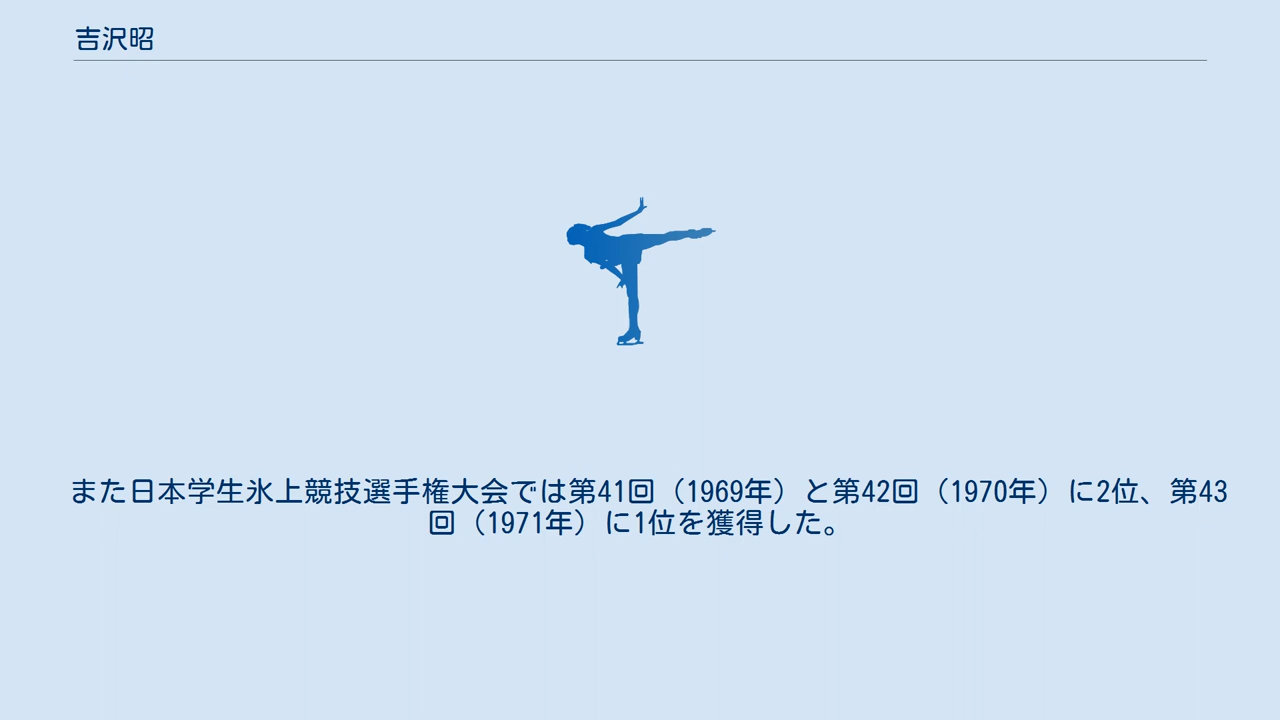 吉沢昭
また日本学生氷上競技選手権大会では第41回（1969年）と第42回（1970年）に2位、第43
回（1971年）に1位を獲得した。